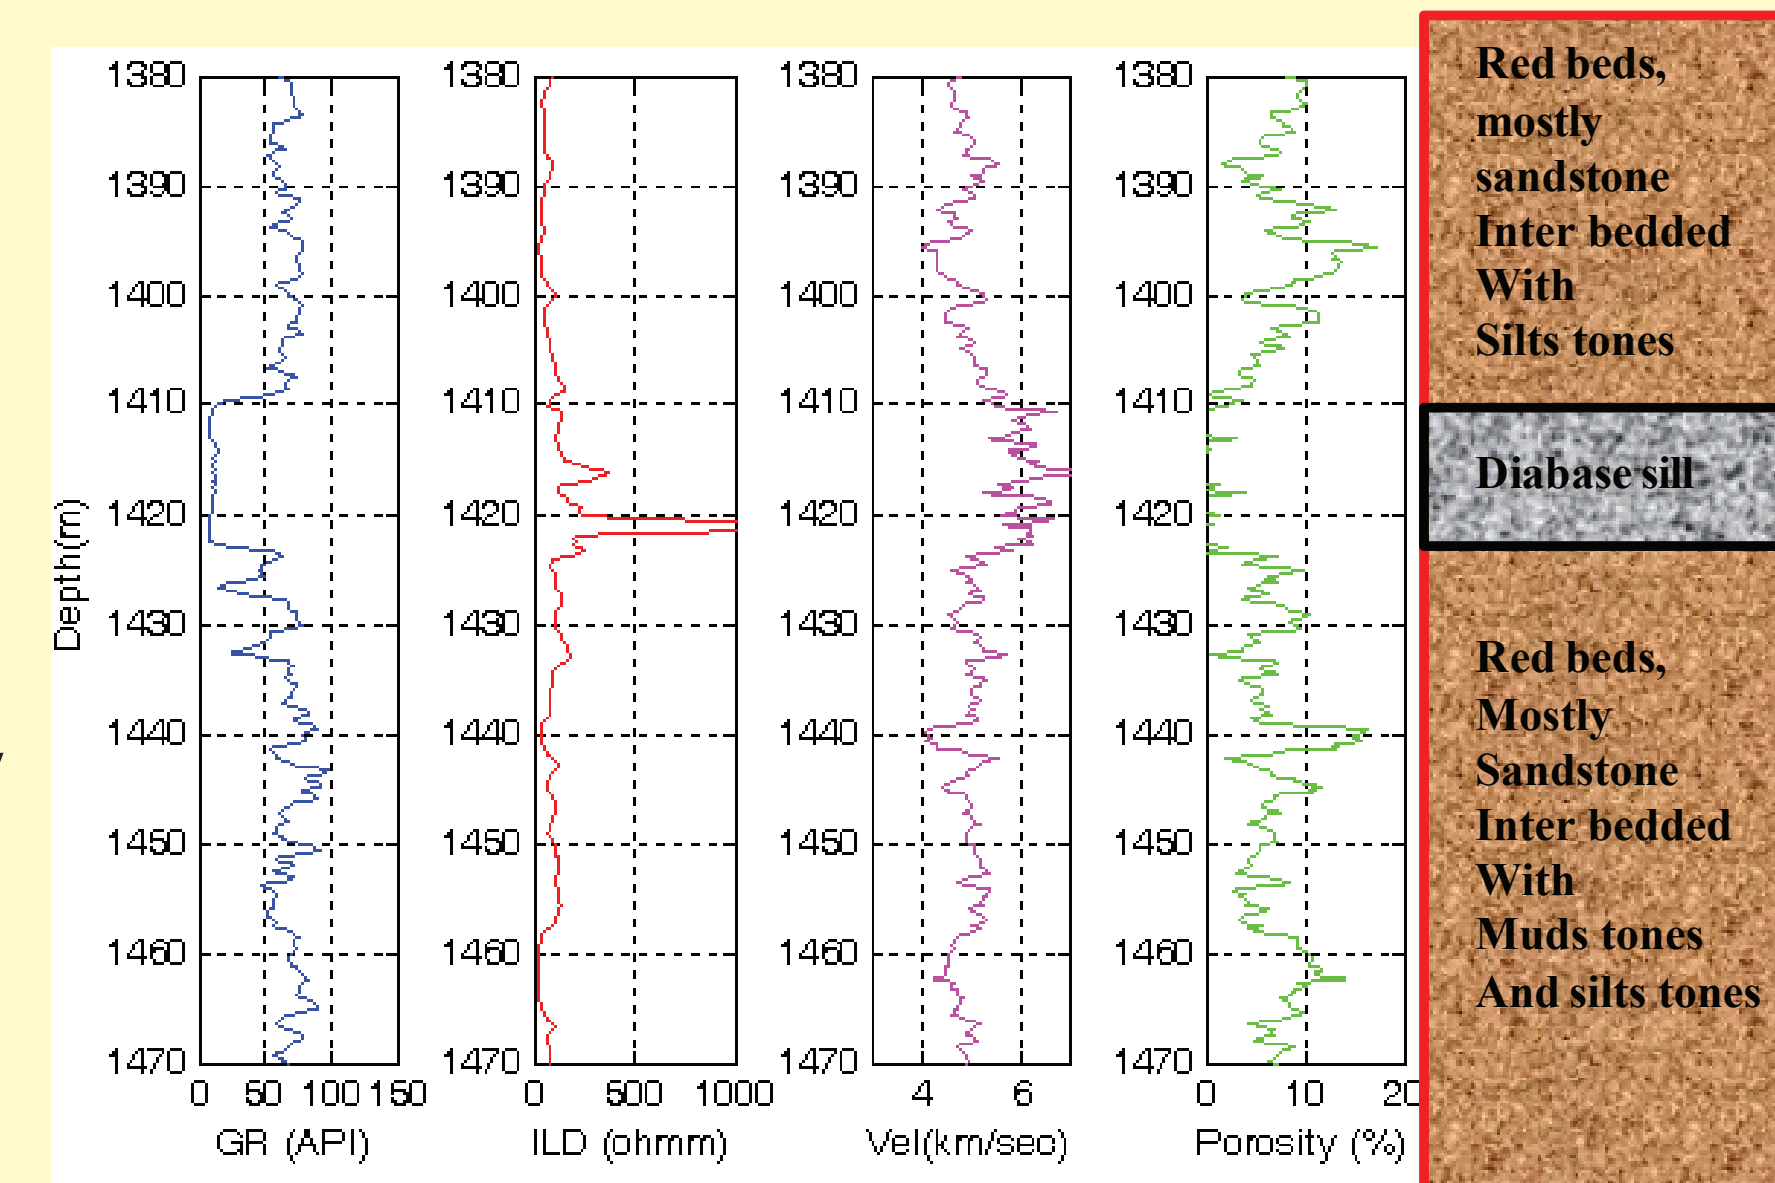 1380 1380 1380 1380
1390 1390 1390 1390
1400 1400 1400 1400
1410 1410 1410 1410
1420 1420 1420 1420
1430 1430 1430 1430
1440 1440 1440 1440
1450 1450 1450 1450
1460 1460 1460 1460
1470 1470 1470 1470
Depth(m)
0 50 100 150
GR (API)
0 500 1000
ILD (ohmm)
4 6
Vel(km/sec)
0 10 20
Porosity (%)
Red beds,
mostly
sandstone
Inter bedded
With
Silts tones
Diabase sill
Red beds,
Mostly
Sandstone
Inter bedded
With
Muds tones
And silts tones